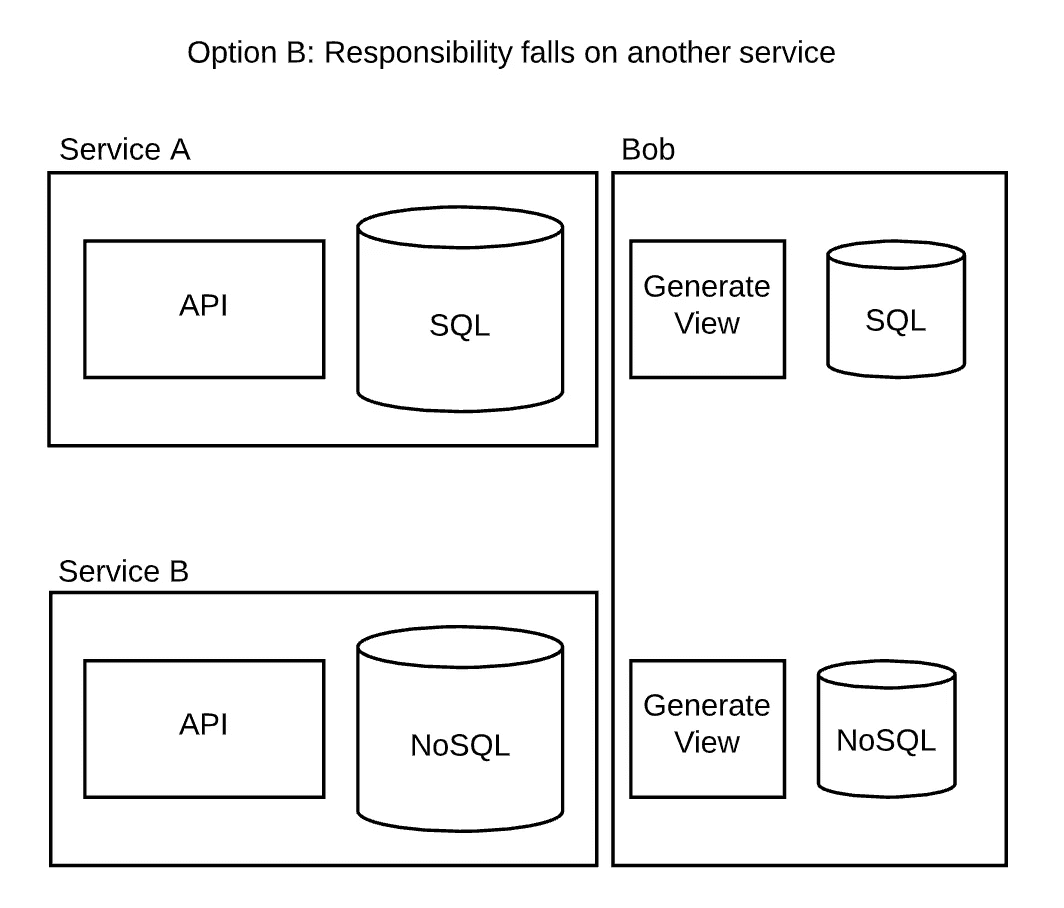 Option B: Responsibility falls on another service
Service A
Bob
API
SQL
Generate
View
SQL
Service B
API
NoSQL
Generate
View
NoSQL